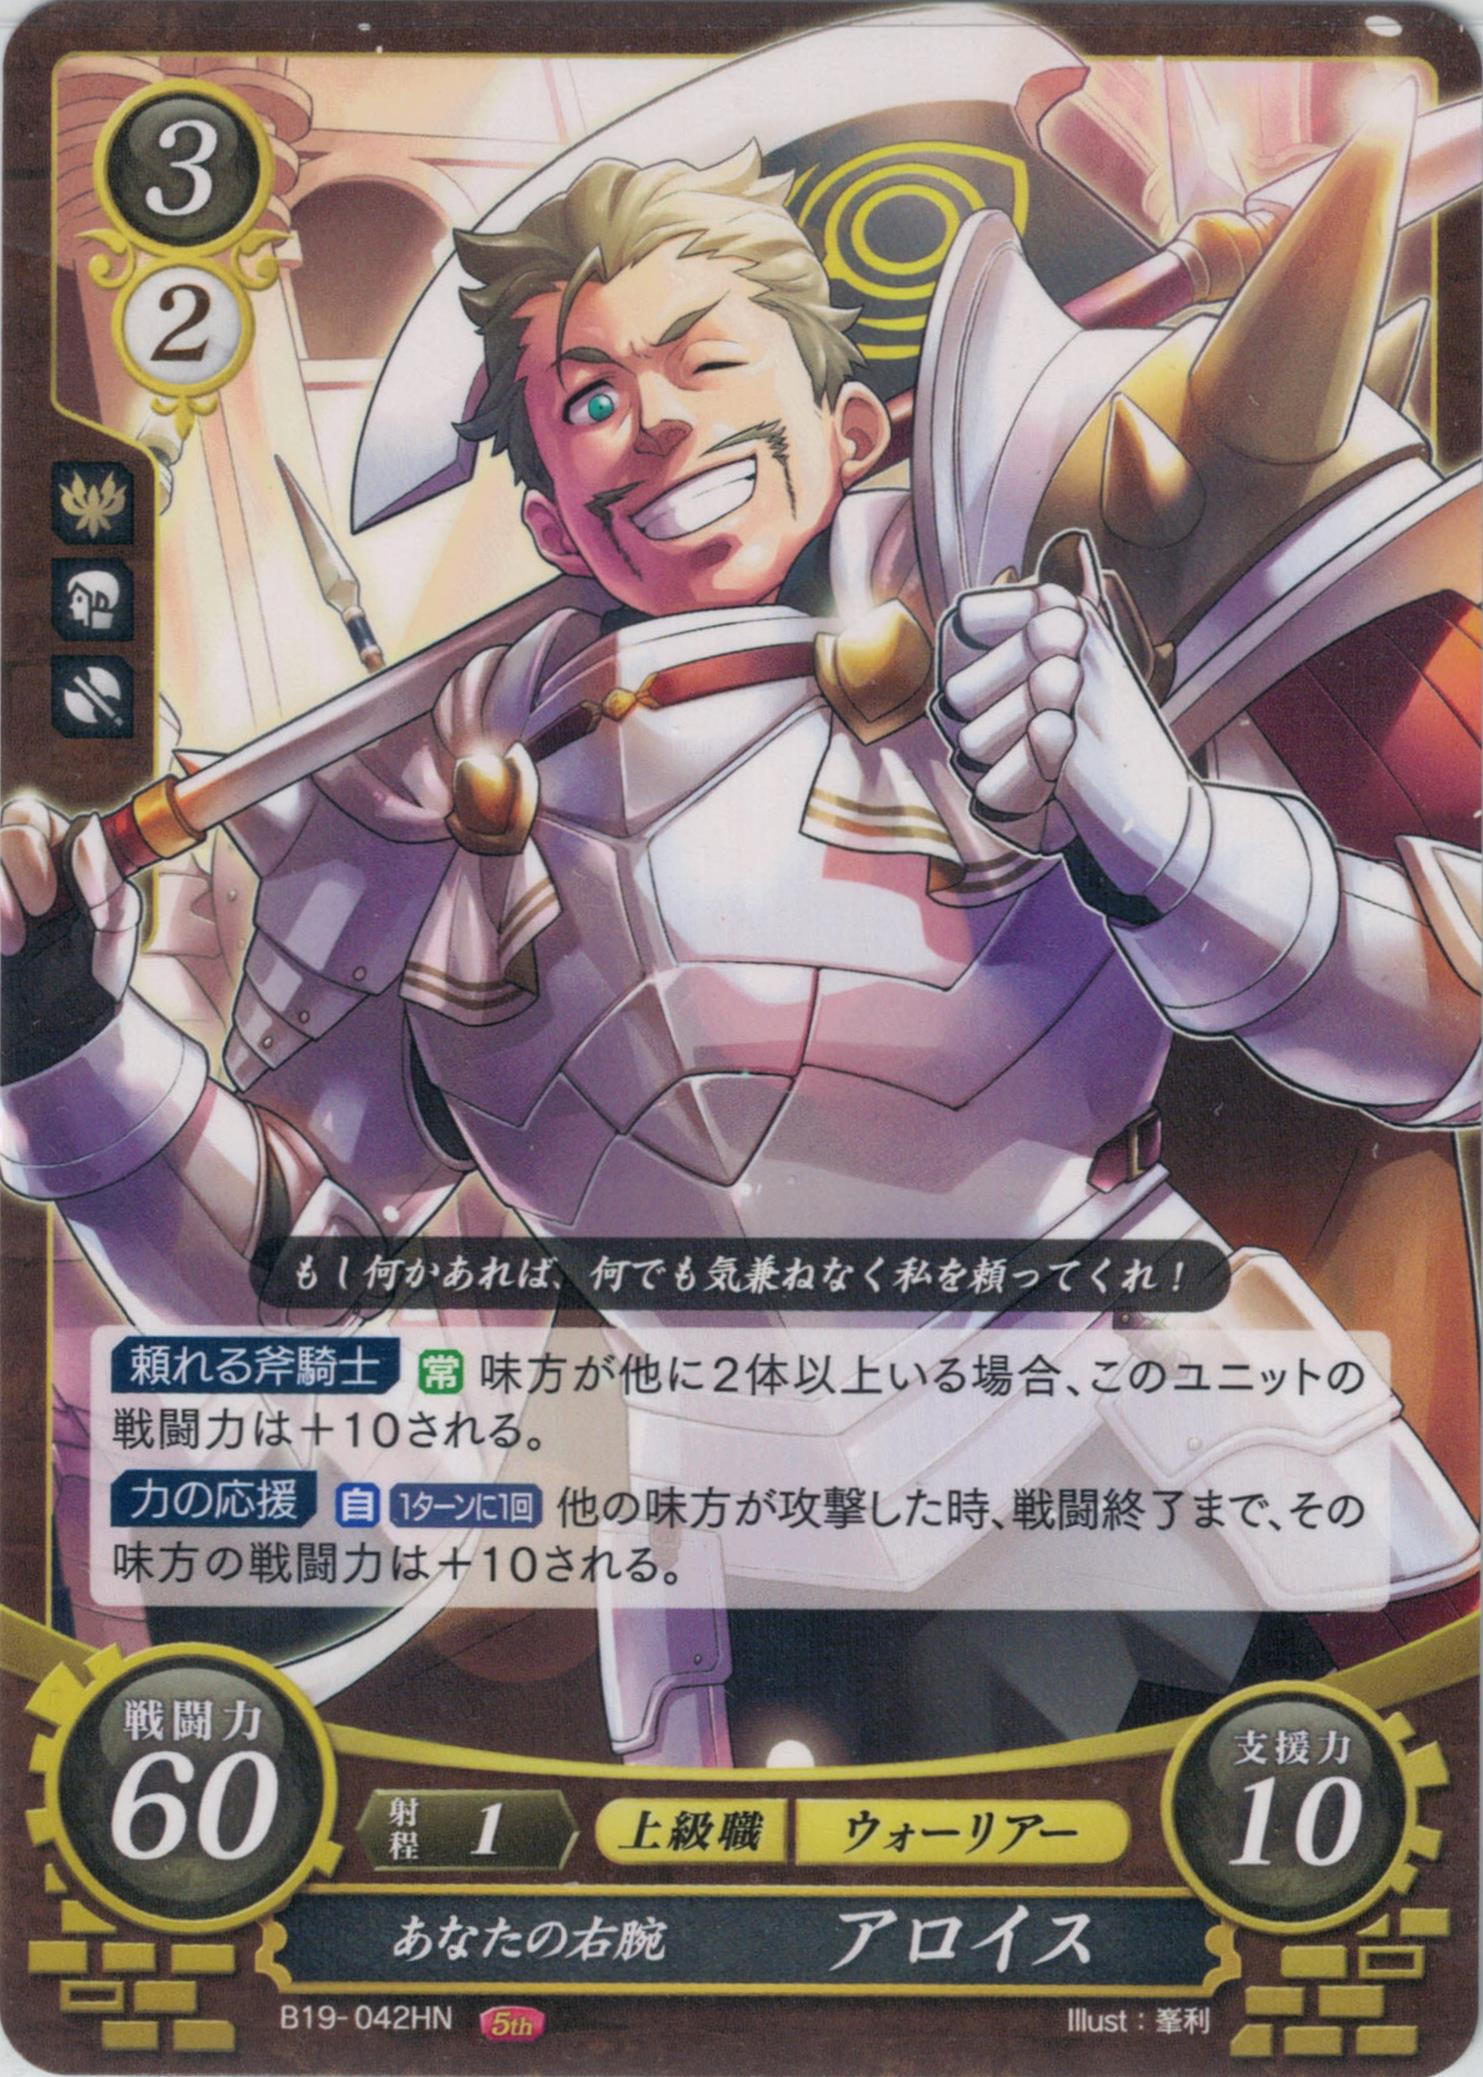 3
2
もし何かあれば、何でも気兼ねなく私を頼ってくれ！
頼れる斧騎士 常 味方が他に2体以上いる場合、このユニットの
戦闘力は＋10される。
力の応援 自 1ターンに1回 他の味方が攻撃した時、戦闘終了まで、その
味方の戦闘力は＋10される。
戦闘力
60
射程 1
上級職 ウォーリアー
支援力
10
あなたの右腕 アロイス
B19-042HN 5th
Illust：峯利